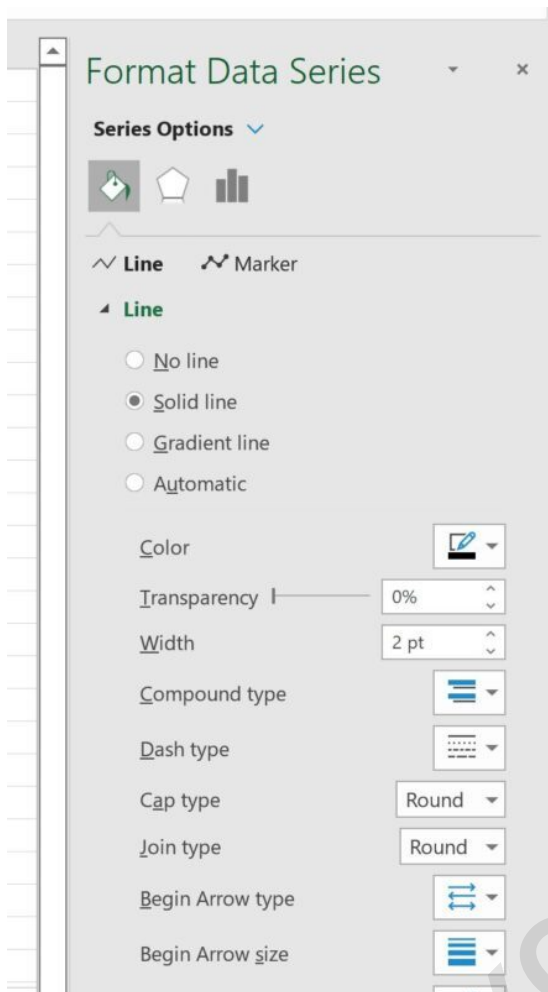 Format Data Series
Series Options
Line Marker
Line
No line
Solid line
Gradient line
Automatic
Color
Transparency 0%
Width 2 pt
Compound type
Dash type
Cap type Round
Join type Round
Begin Arrow type
Begin Arrow size